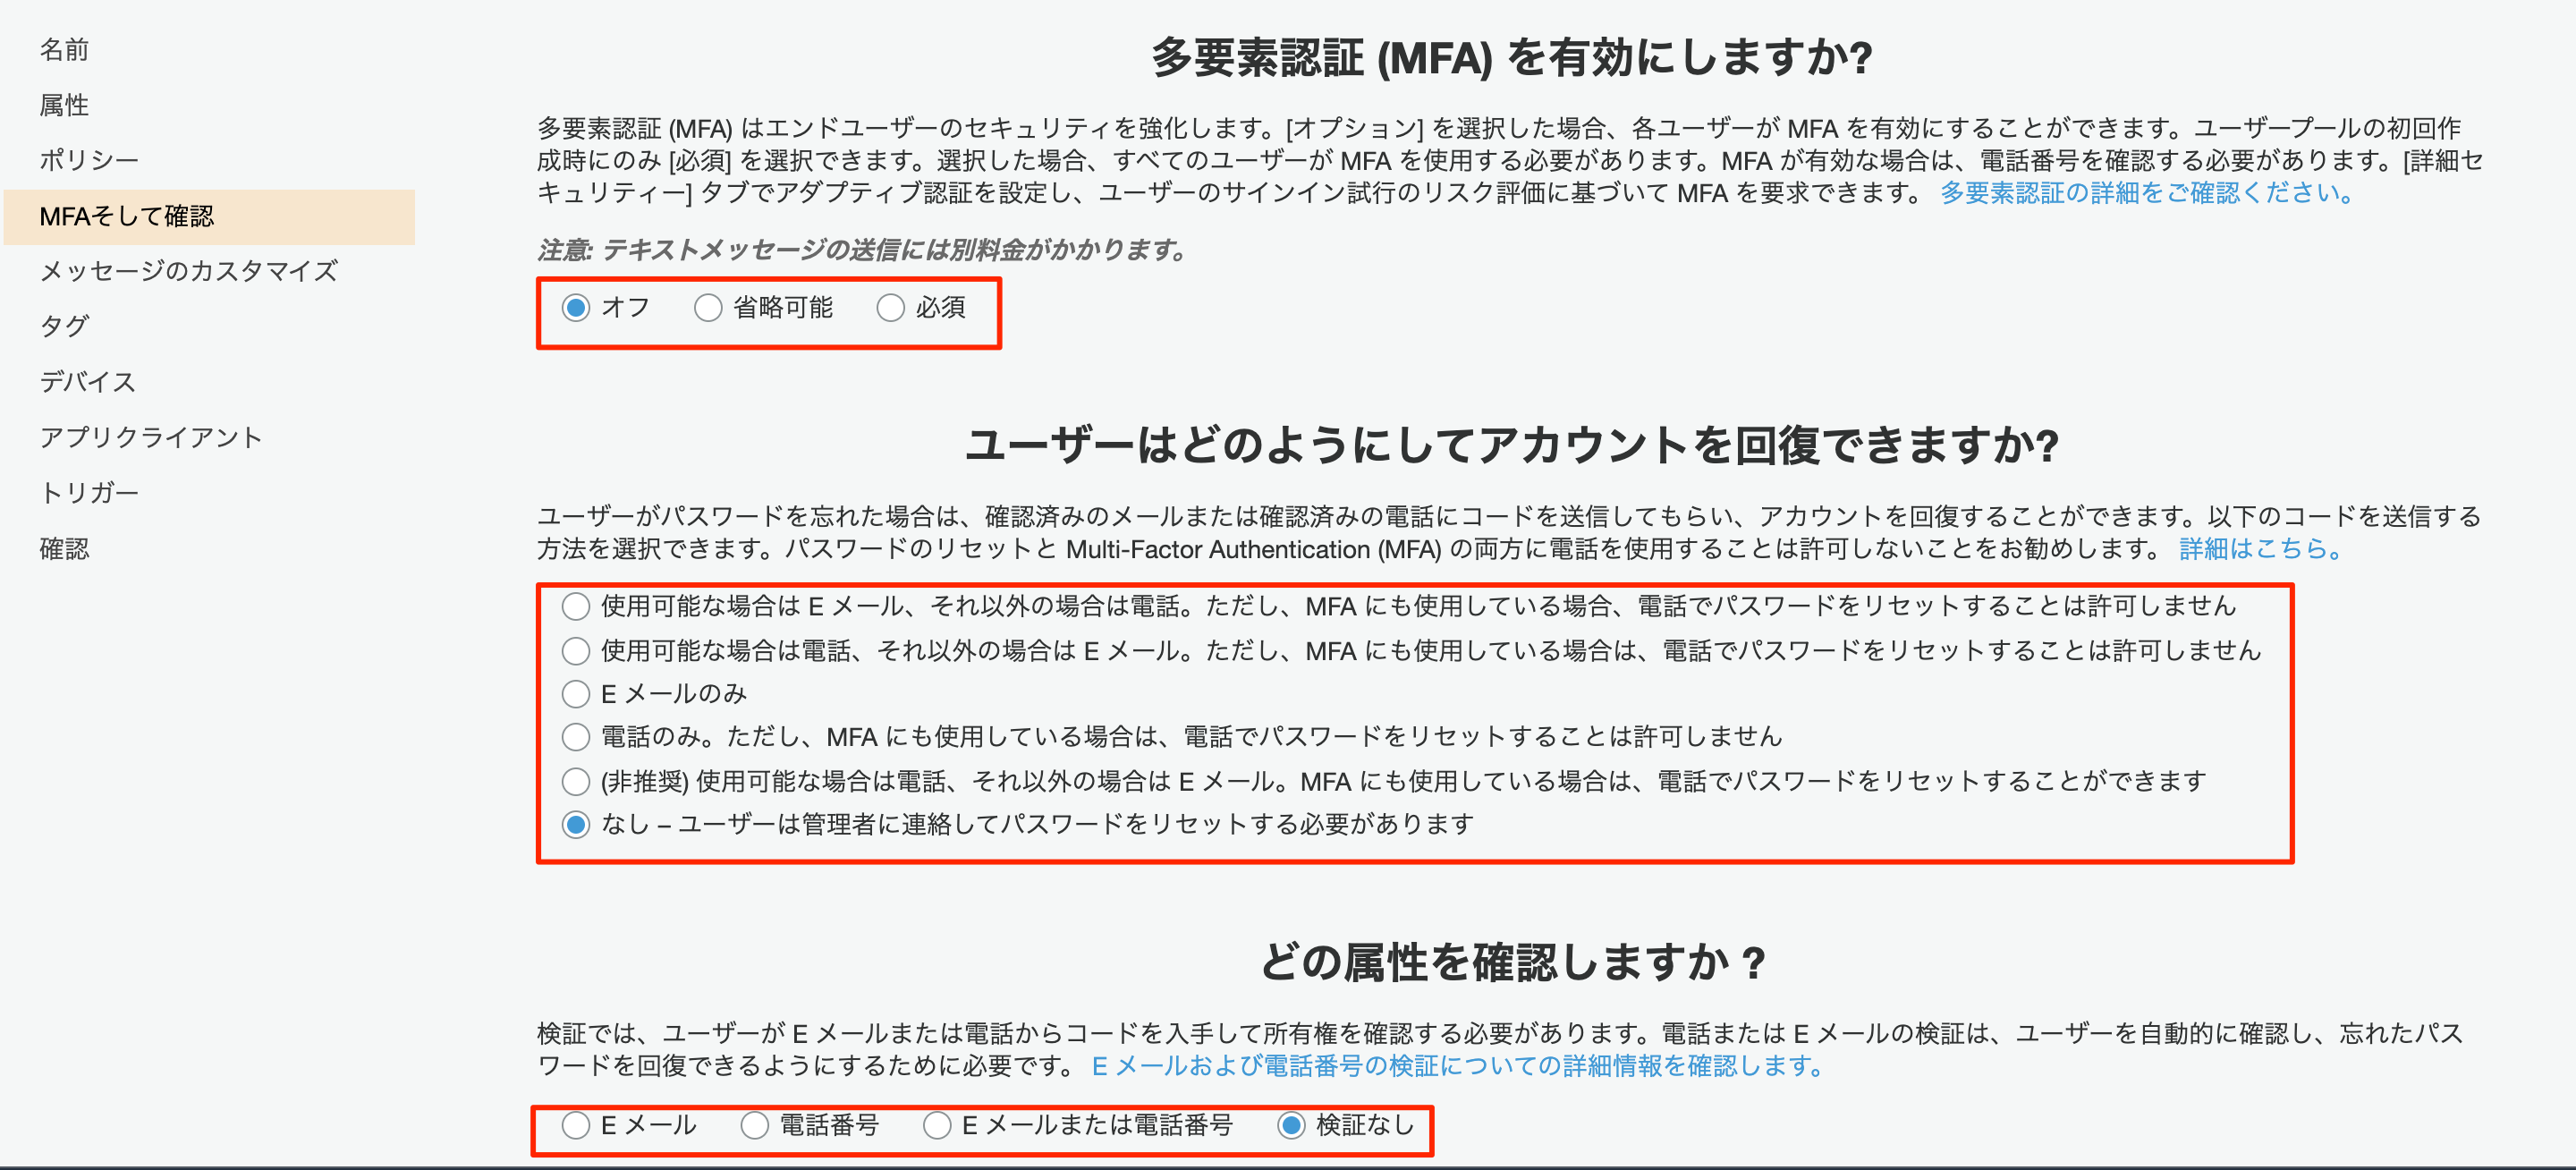 名前
属性
ポリシー
MFAそして確認
メッセージのカスタマイズ
タグ
デバイス
アプリクライアント
トリガー
確認
多要素認証 (MFA) を有効にしますか?
多要素認証 (MFA) はエンドユーザーのセキュリティを強化します。[オプション] を選択した場合、各ユーザーが MFA を有効にすることができます。ユーザープールの初回作
成時にのみ [必須] を選択できます。選択した場合、すべてのユーザーが MFA を使用する必要があります。MFA が有効な場合は、電話番号を確認する必要があります。[詳細セ
キュリティー] タブでアダプティブ認証を設定し、ユーザーのサインイン試行のリスク評価に基づいて MFA を要求できます。 多要素認証の詳細をご確認ください。
注意: テキストメッセージの送信には別料金がかかります。
オフ 省略可能 必須
ユーザーはどのようにしてアカウントを回復できますか?
ユーザーがパスワードを忘れた場合は、確認済みのメールまたは確認済みの電話にコードを送信してもらい、アカウントを回復することができます。以下のコードを送信する
方法を選択できます。パスワードのリセットと Multi-Factor Authentication (MFA) の両方に電話を使用することは許可しないことをお勧めします。 詳細はこちら。
使用可能な場合は E メール、それ以外の場合は電話。ただし、MFA にも使用している場合、電話でパスワードをリセットすることは許可しません
使用可能な場合は電話、それ以外の場合は E メール。ただし、MFA にも使用している場合は、電話でパスワードをリセットすることは許可しません
E メールのみ
電話のみ。ただし、MFA にも使用している場合は、電話でパスワードをリセットすることは許可しません
(非推奨) 使用可能な場合は電話、それ以外の場合は E メール。MFA にも使用している場合は、電話でパスワードをリセットすることができます
なし – ユーザーは管理者に連絡してパスワードをリセットする必要があります
どの属性を確認しますか ?
検証では、ユーザーが E メールまたは電話からコードを入手して所有権を確認する必要があります。電話または E メールの検証は、ユーザーを自動的に確認し、忘れたパス
ワードを回復できるようにするために必要です。 E メールおよび電話番号の検証についての詳細情報を確認します。
E メール 電話番号 E メールまたは電話番号 検証なし